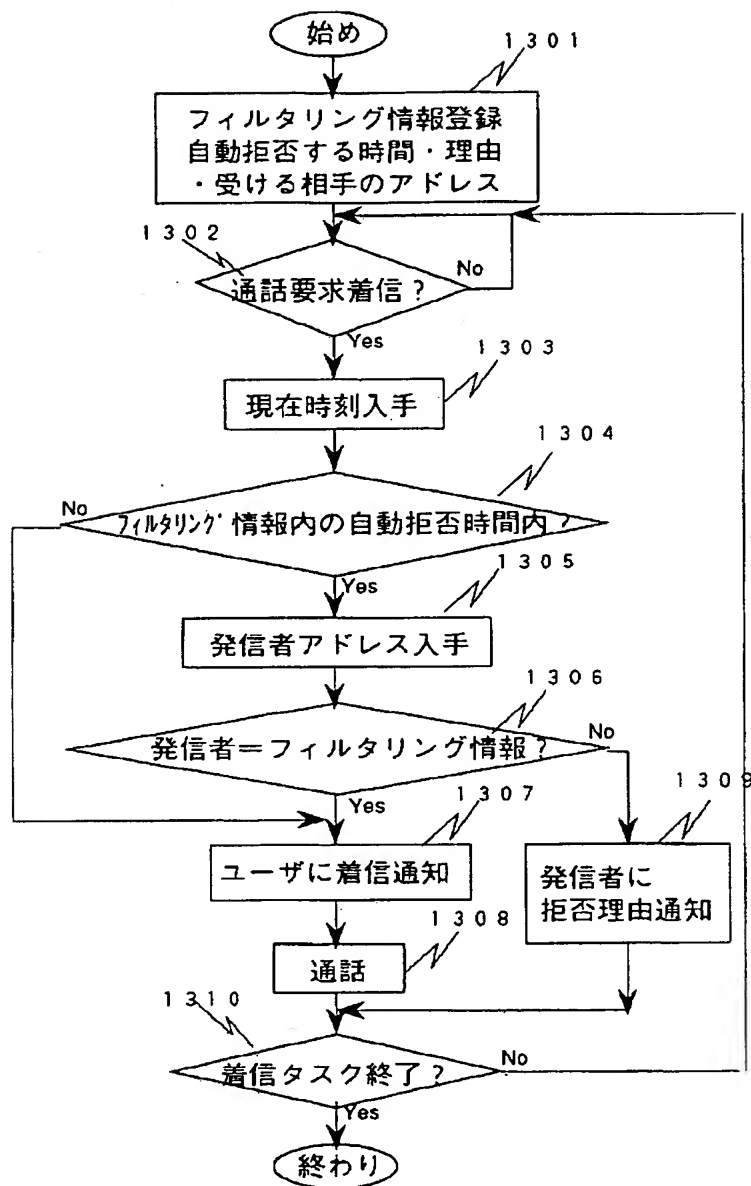 始め
1301
フィルタリング情報登録
自動拒否する時間・理由
・受ける相手のアドレス
1302
通話要求着信?
No
Yes
1303
現在時刻入手
1304
No
フィルタリング情報内の自動拒否時間内?
Yes
1305
発信者アドレス入手
1306
発信者=フィルタリング情報?
No
Yes
1307
1309
ユーザに着信通知
発信者に
拒否理由通知
1308
通話
1310
着信タスク終了?
No
Yes
終わり